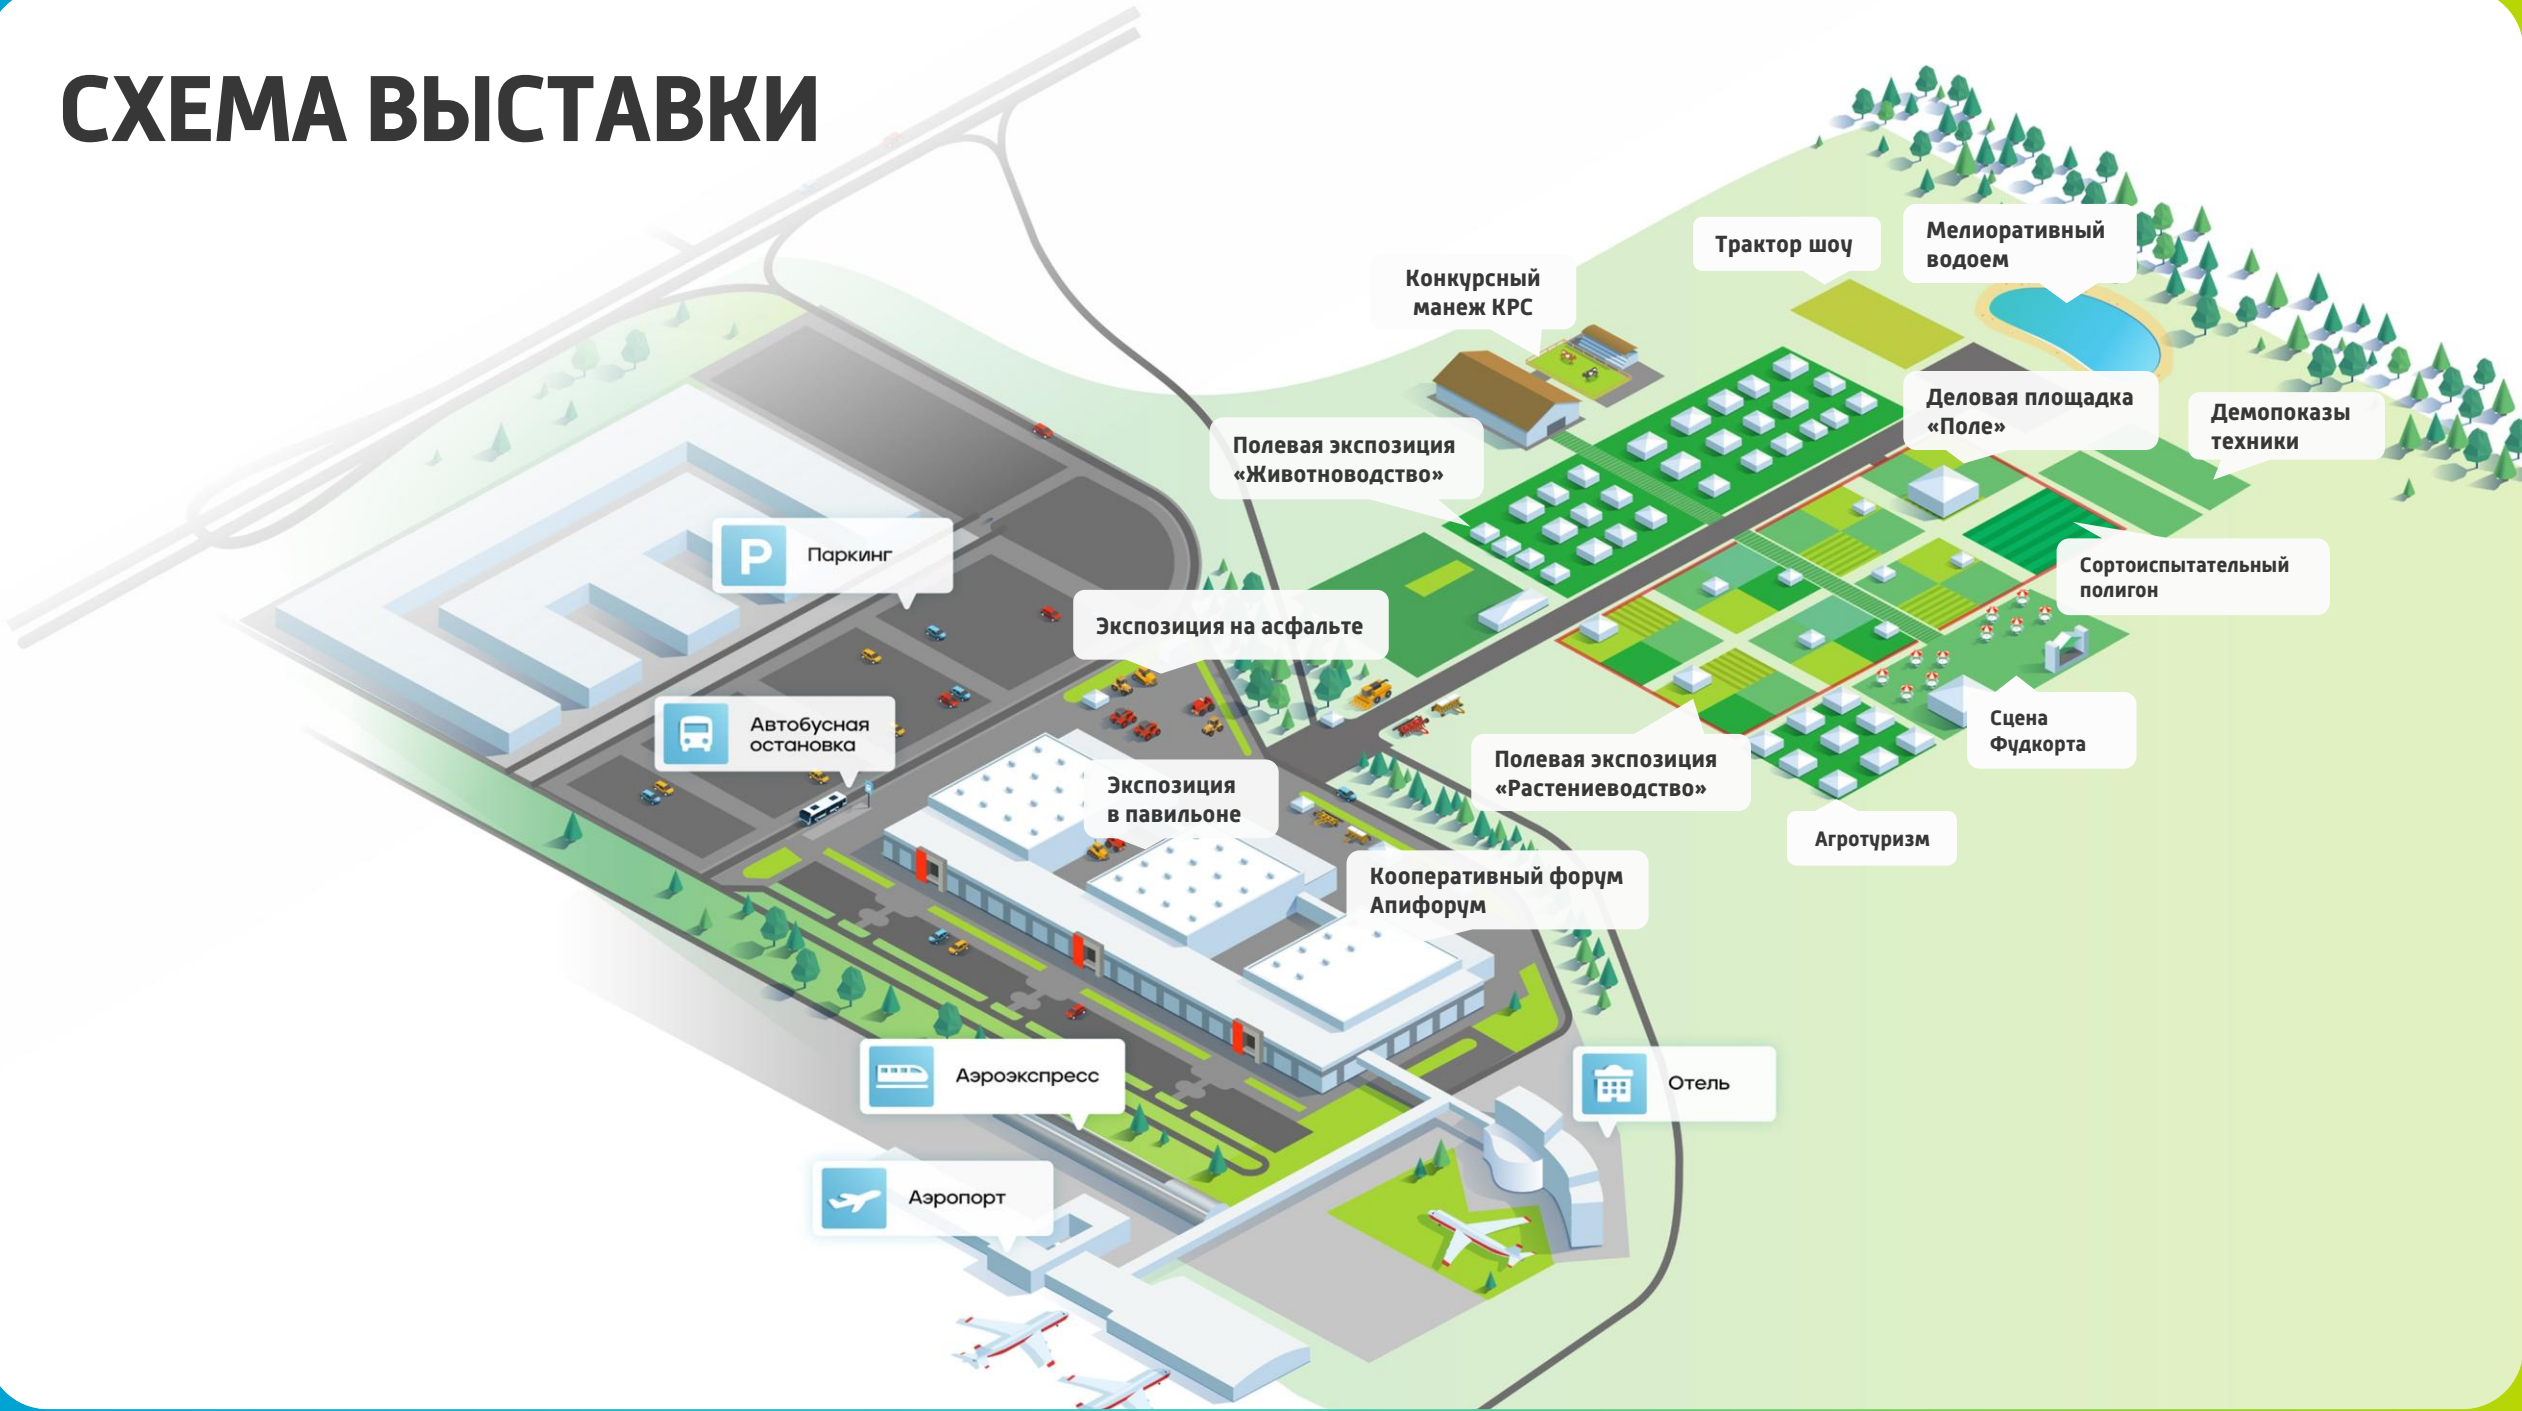 СХЕМА ВЫСТАВКИ
Трактор шоу
Мелиоративный
водоем
Конкурсный
манеж КРС
Деловая площадка
«Поле»
Демопоказы
техники
Полевая экспозиция
«Животноводство»
P
Паркинг
Сортоиспытательный
полигон
Экспозиция на асфальте
Автобусная
остановка
Сцена
Фудкорта
Полевая экспозиция
«Растениеводство»
Экспозиция
в павильоне
Агротуризм
Кооперативный форум
Апифорум
Аэроэкспресс
Отель
Аэропорт